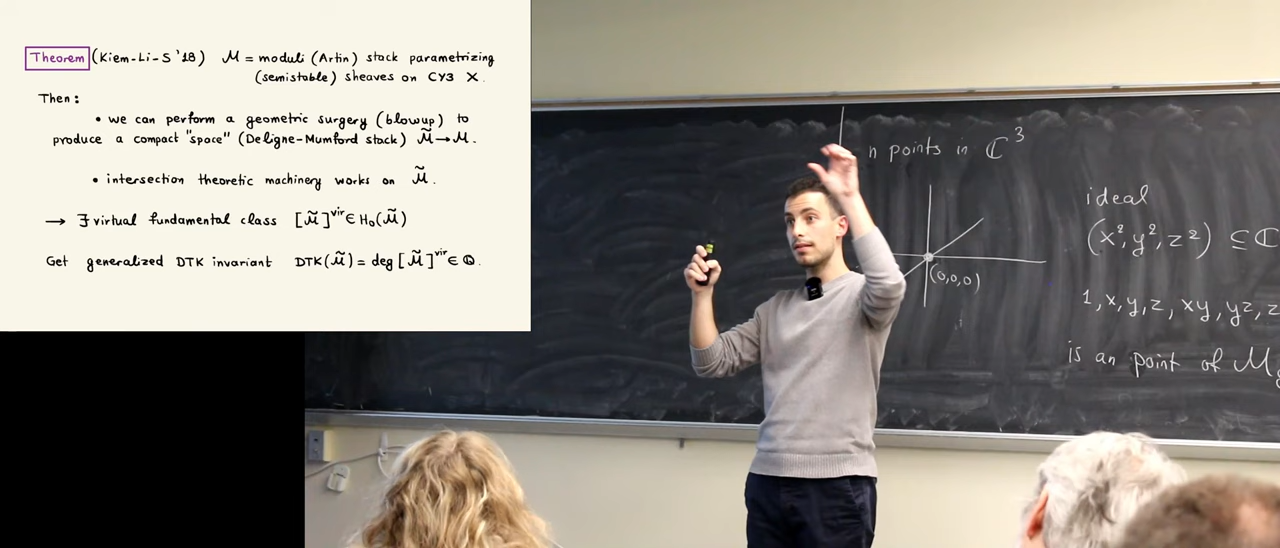 Theorem (Kiem-Li-S '18) M = moduli (Artin) stack parametrizing
(semistable) sheaves on CY3 X.
Then:
• we can perform a geometric surgery (blowup) to
produce a compact "space" (Deligne-Mumford stack) M̃ → M.
• intersection theoretic machinery works on M̃.
→ ∃ virtual fundamental class [M̃]^vir ∈ H₀(M̃)
Get generalized DTK invariant DTK(M̃) = deg [M̃]^vir ∈ ℚ.
n points in ℂ³
(0,0,0)
ideal
(x², y², z²) ⊆ ℂ
1, x, y, z, xy, yz, z
is an point of M